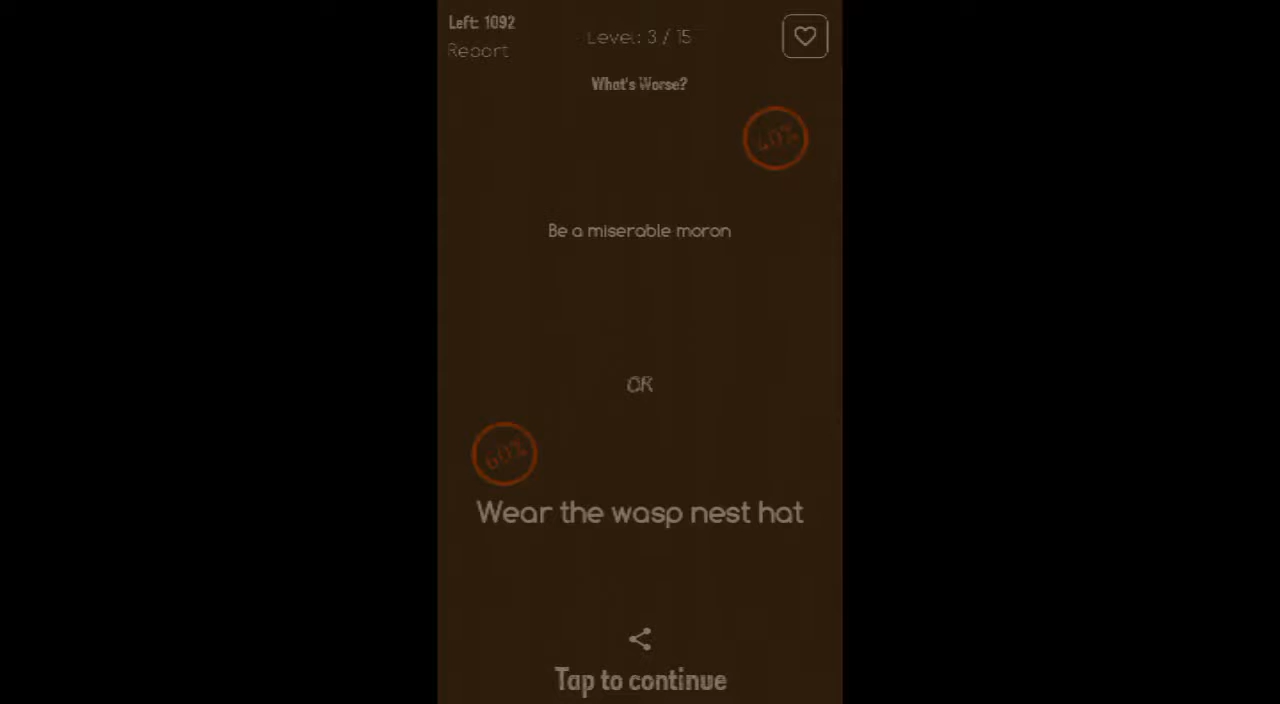 Left: 1092
Level: 3 / 15
Report
What's Worse?
40%
Be a miserable moron
OR
60%
Wear the wasp nest hat
Tap to continue